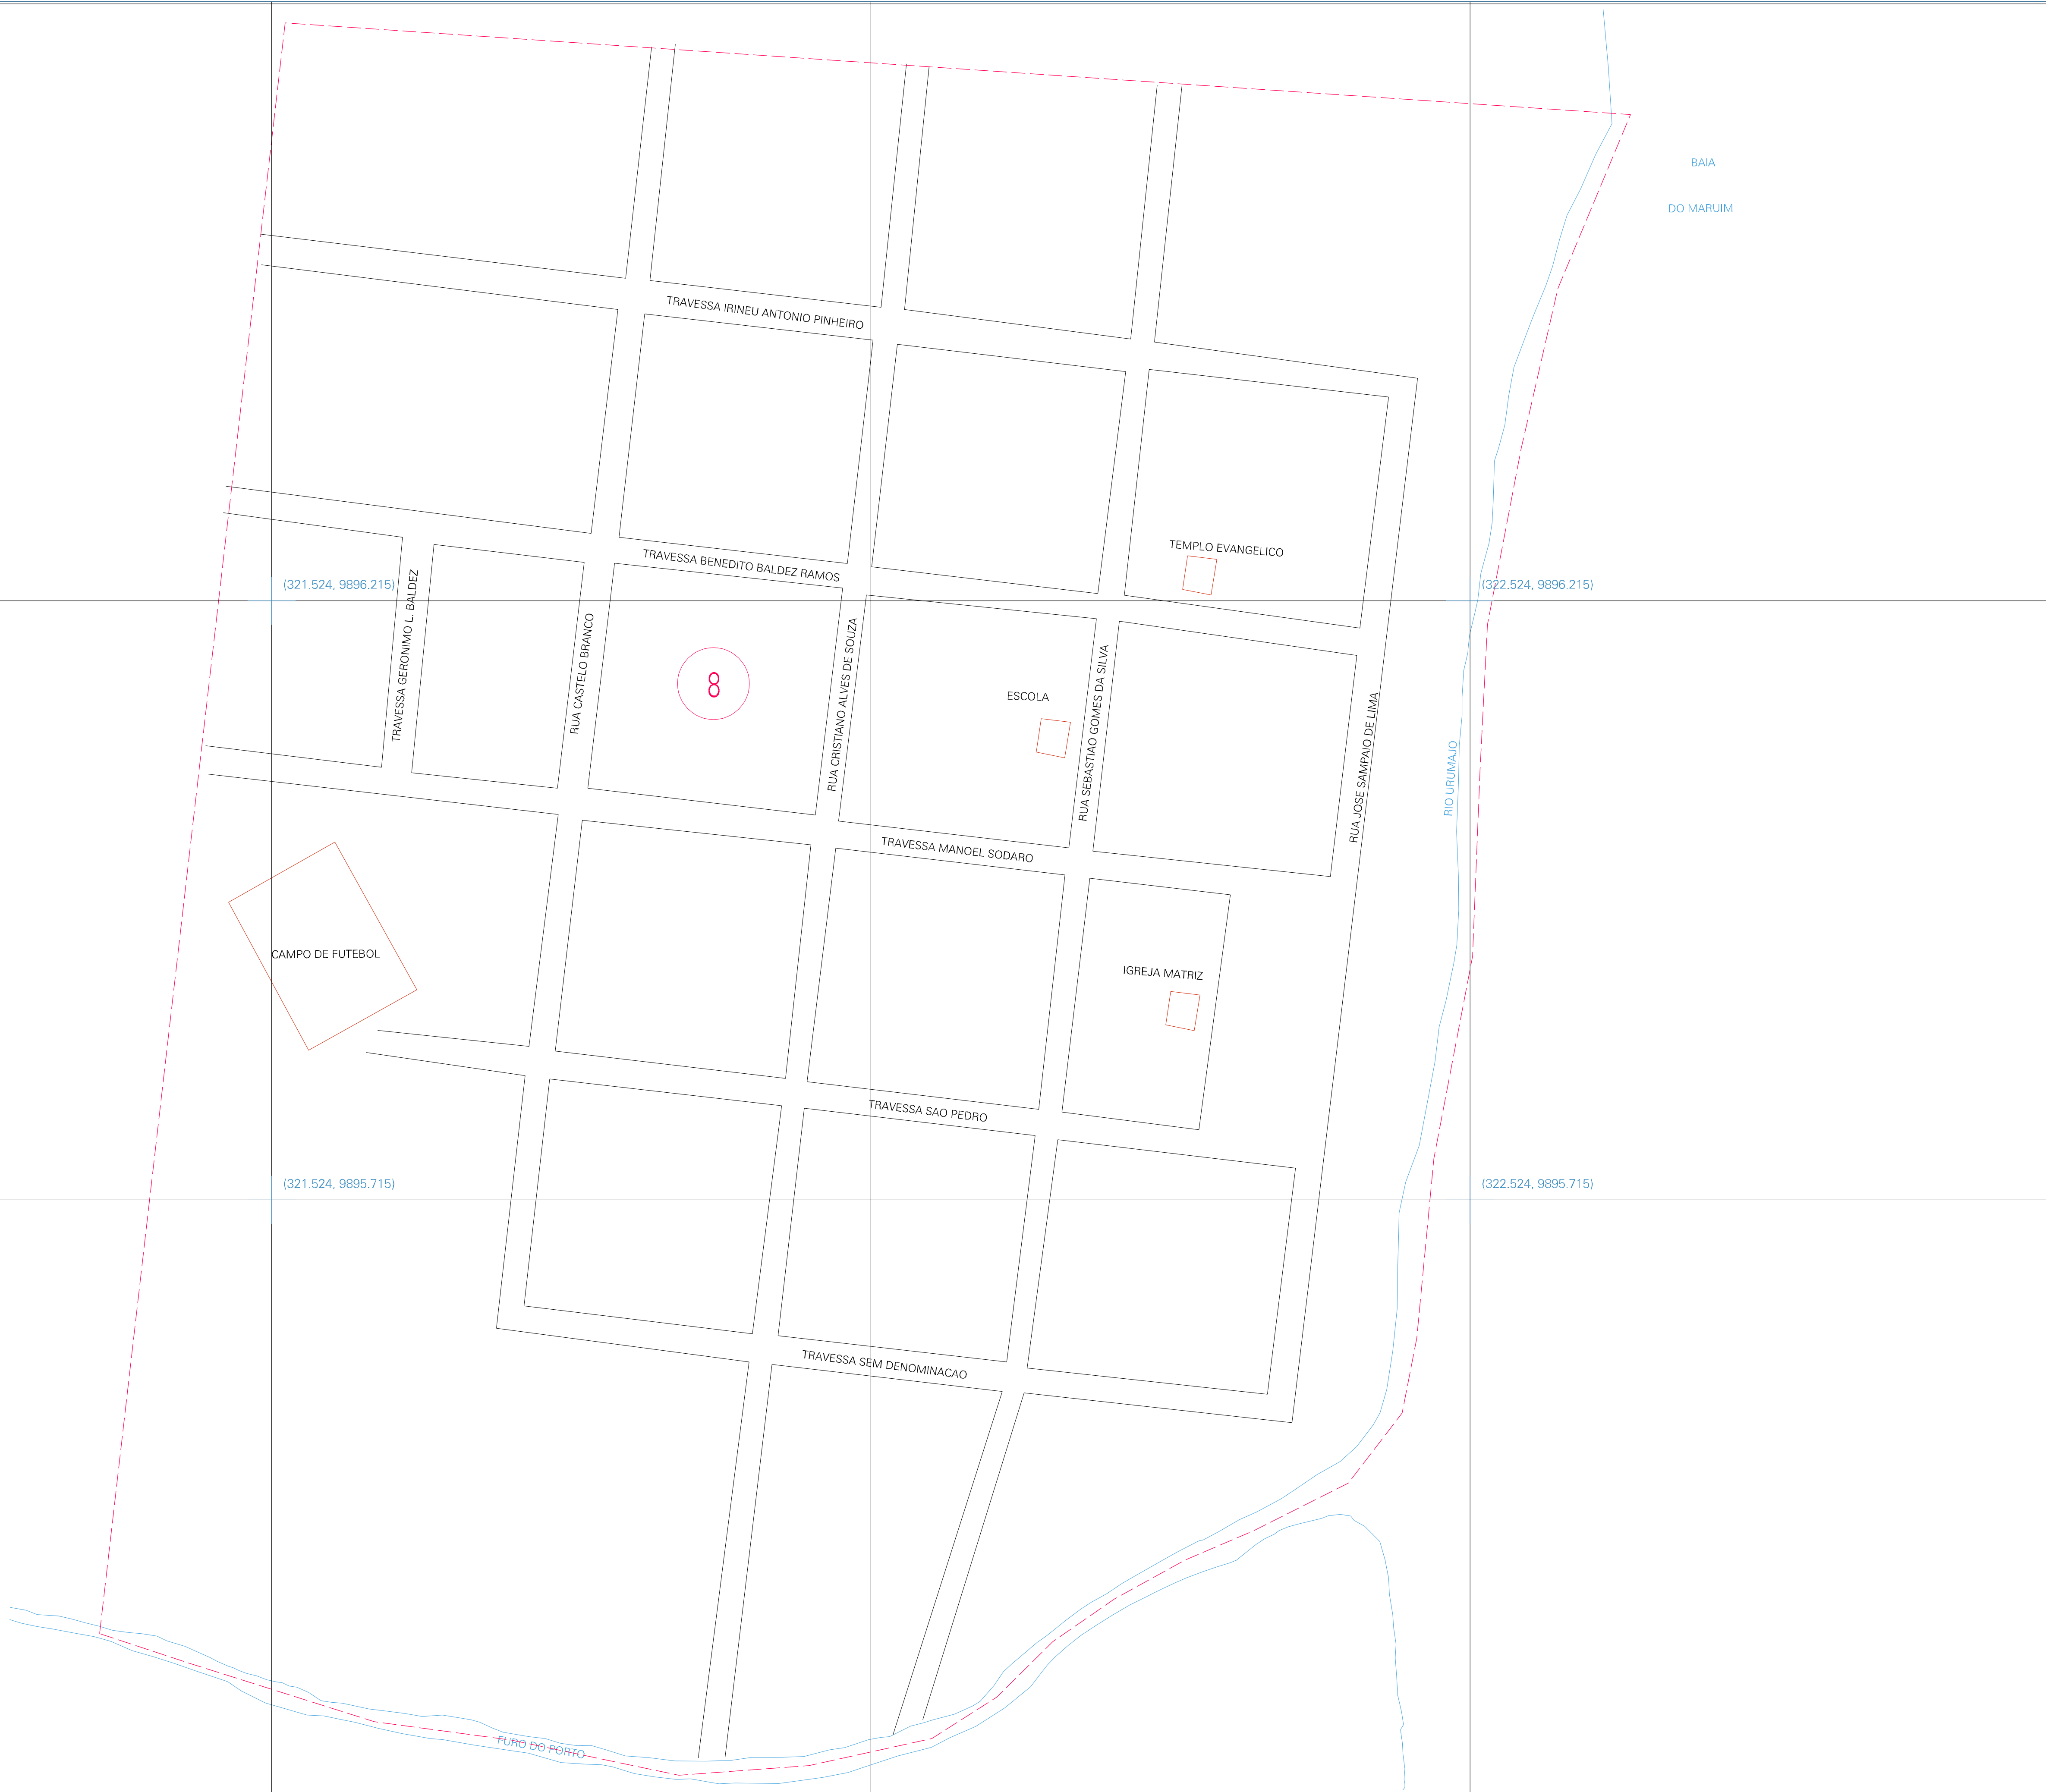 BAIA
DO MARUIM
TRAVESSA IRINEU ANTONIO PINHEIRO
TEMPLO EVANGELICO
TRAVESSA BENEDITO BALDEZ RAMOS
(321.524, 9896.215)
(322.524, 9896.215)
TRAVESSA GERONIMO L. BALDEZ
RUA CASTELO BRANCO
8
RUA CRISTIANO ALVES DE SOUZA
ESCOLA
RUA SEBASTIAO GOMES DA SILVA
RUA JOSE SAMPAIO DE LIMA
RIO URUMAJO
TRAVESSA MANOEL SODARO
CAMPO DE FUTEBOL
IGREJA MATRIZ
TRAVESSA SAO PEDRO
(321.524, 9895.715)
(322.524, 9895.715)
TRAVESSA SEM DENOMINACAO
FURO DO PORTO